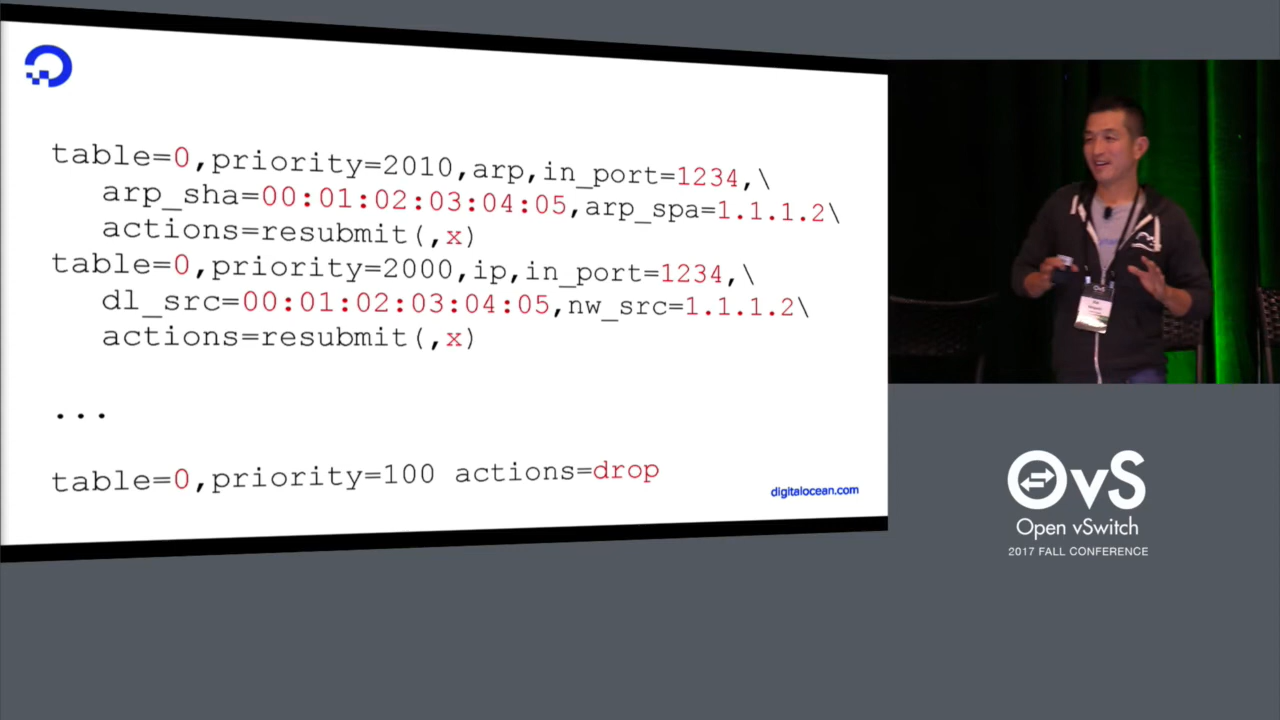 table=0,priority=2010,arp,in_port=1234,\
arp_sha=00:01:02:03:04:05,arp_spa=1.1.1.2\
actions=resubmit(,x)
table=0,priority=2000,ip,in_port=1234,\
dl_src=00:01:02:03:04:05,nw_src=1.1.1.2\
actions=resubmit(,x)
...
table=0,priority=100 actions=drop
digitalocean.com
OvS
Open vSwitch
2017 FALL CONFERENCE